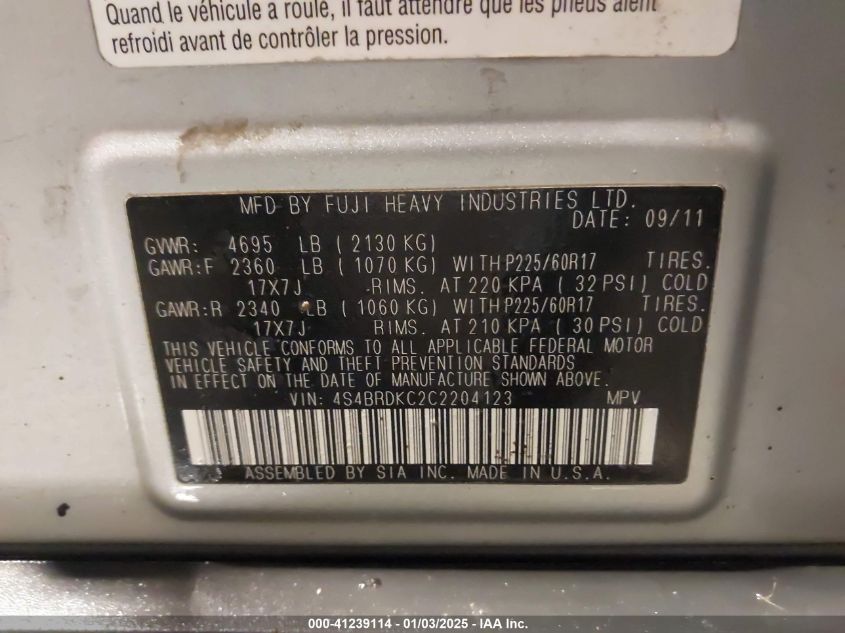 Quand le véhicule a roulé, il faut attendre que les pneus aient
refroidi avant de contrôler la pression.
MFD BY FUJI HEAVY INDUSTRIES LTD.
DATE: 09/11
GVWR: 4695 LB ( 2130 KG)
GAWR:F 2360 LB ( 1070 KG) WITH P225/60R17 TIRES.
17X7J RIMS. AT 220 KPA ( 32 PSI) COLD
GAWR:R 2340 LB ( 1060 KG) WITH P225/60R17 TIRES.
17X7J RIMS. AT 210 KPA ( 30 PSI) COLD
THIS VEHICLE CONFORMS TO ALL APPLICABLE FEDERAL MOTOR
VEHICLE SAFETY AND THEFT PREVENTION STANDARDS
IN EFFECT ON THE DATE OF MANUFACTURE SHOWN ABOVE.
VIN: 4S4BRDKC2C2204123 MPV
ASSEMBLED BY SIA INC. MADE IN U.S.A.
000-41239114 - 01/03/2025 - IAA Inc.